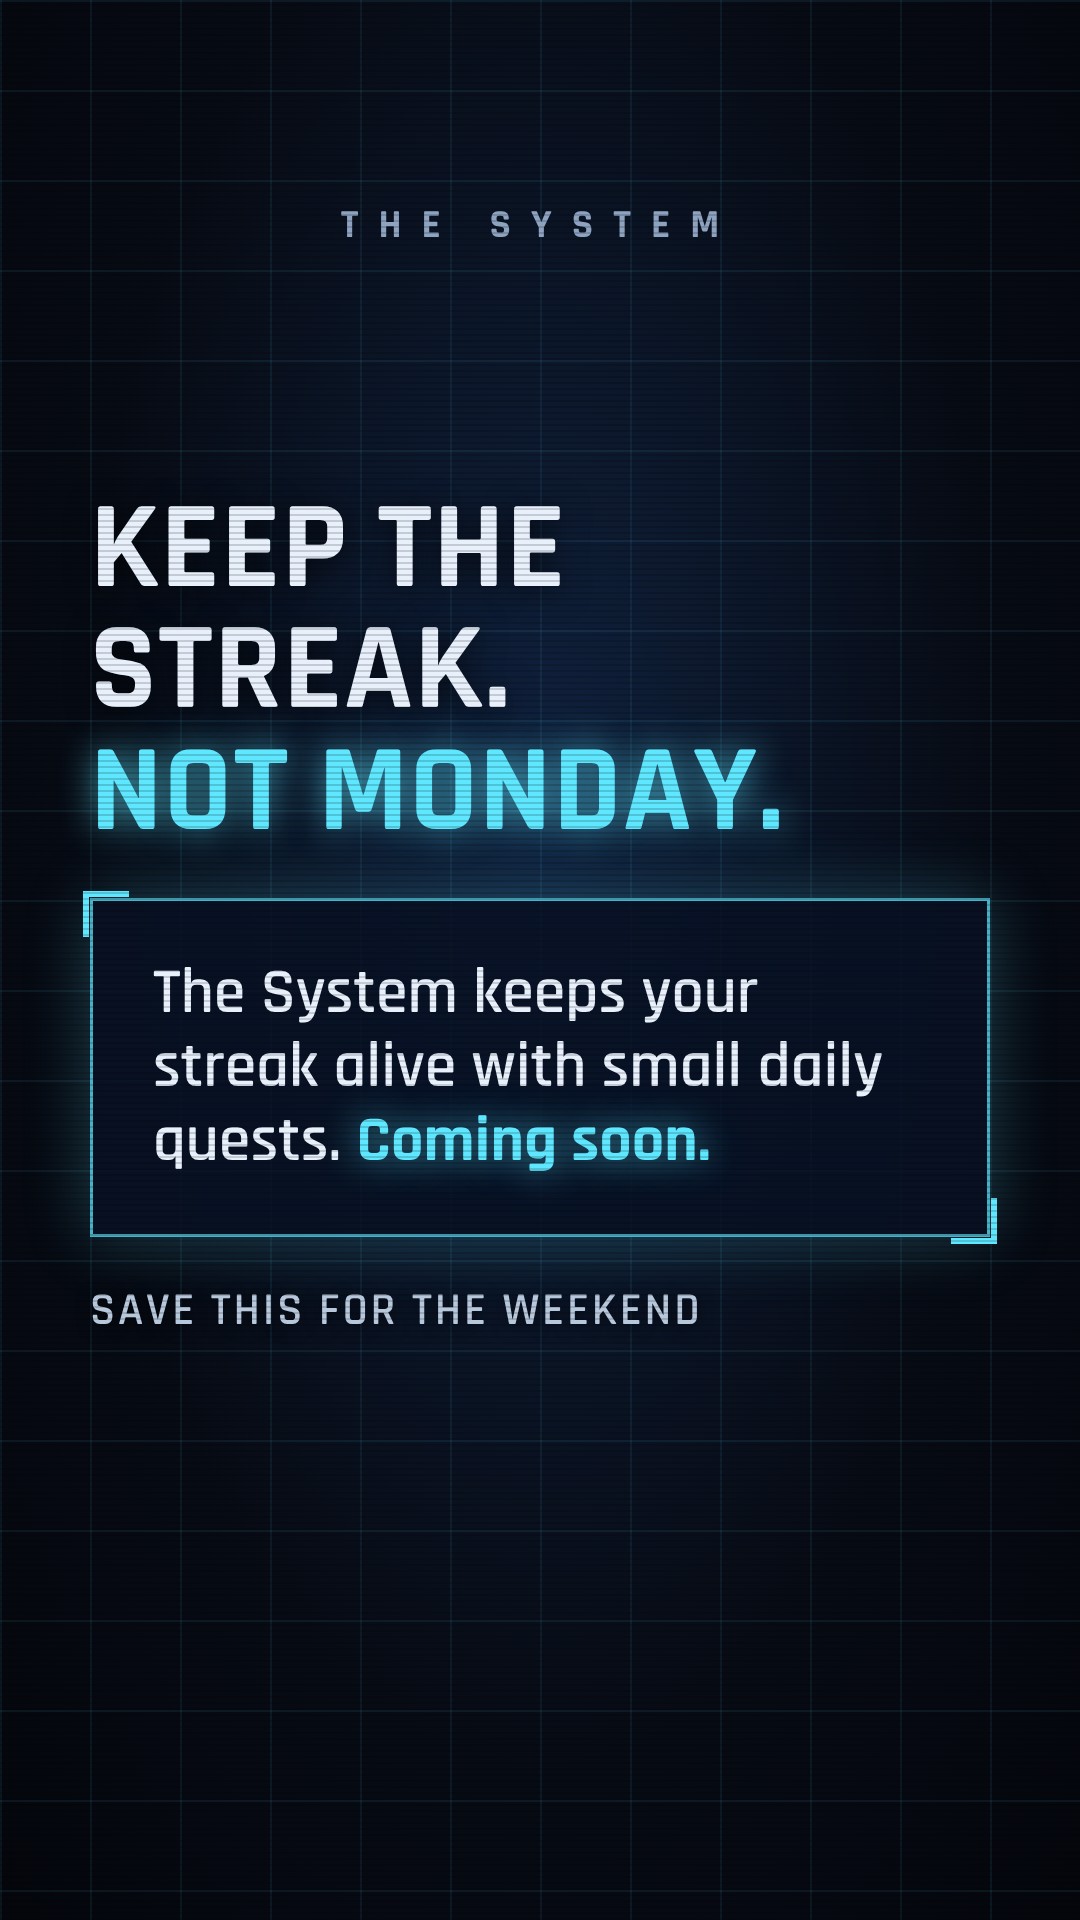 THE SYSTEM
KEEP THE
STREAK.
NOT MONDAY.
The System keeps your
streak alive with small daily
quests. Coming soon.
SAVE THIS FOR THE WEEKEND